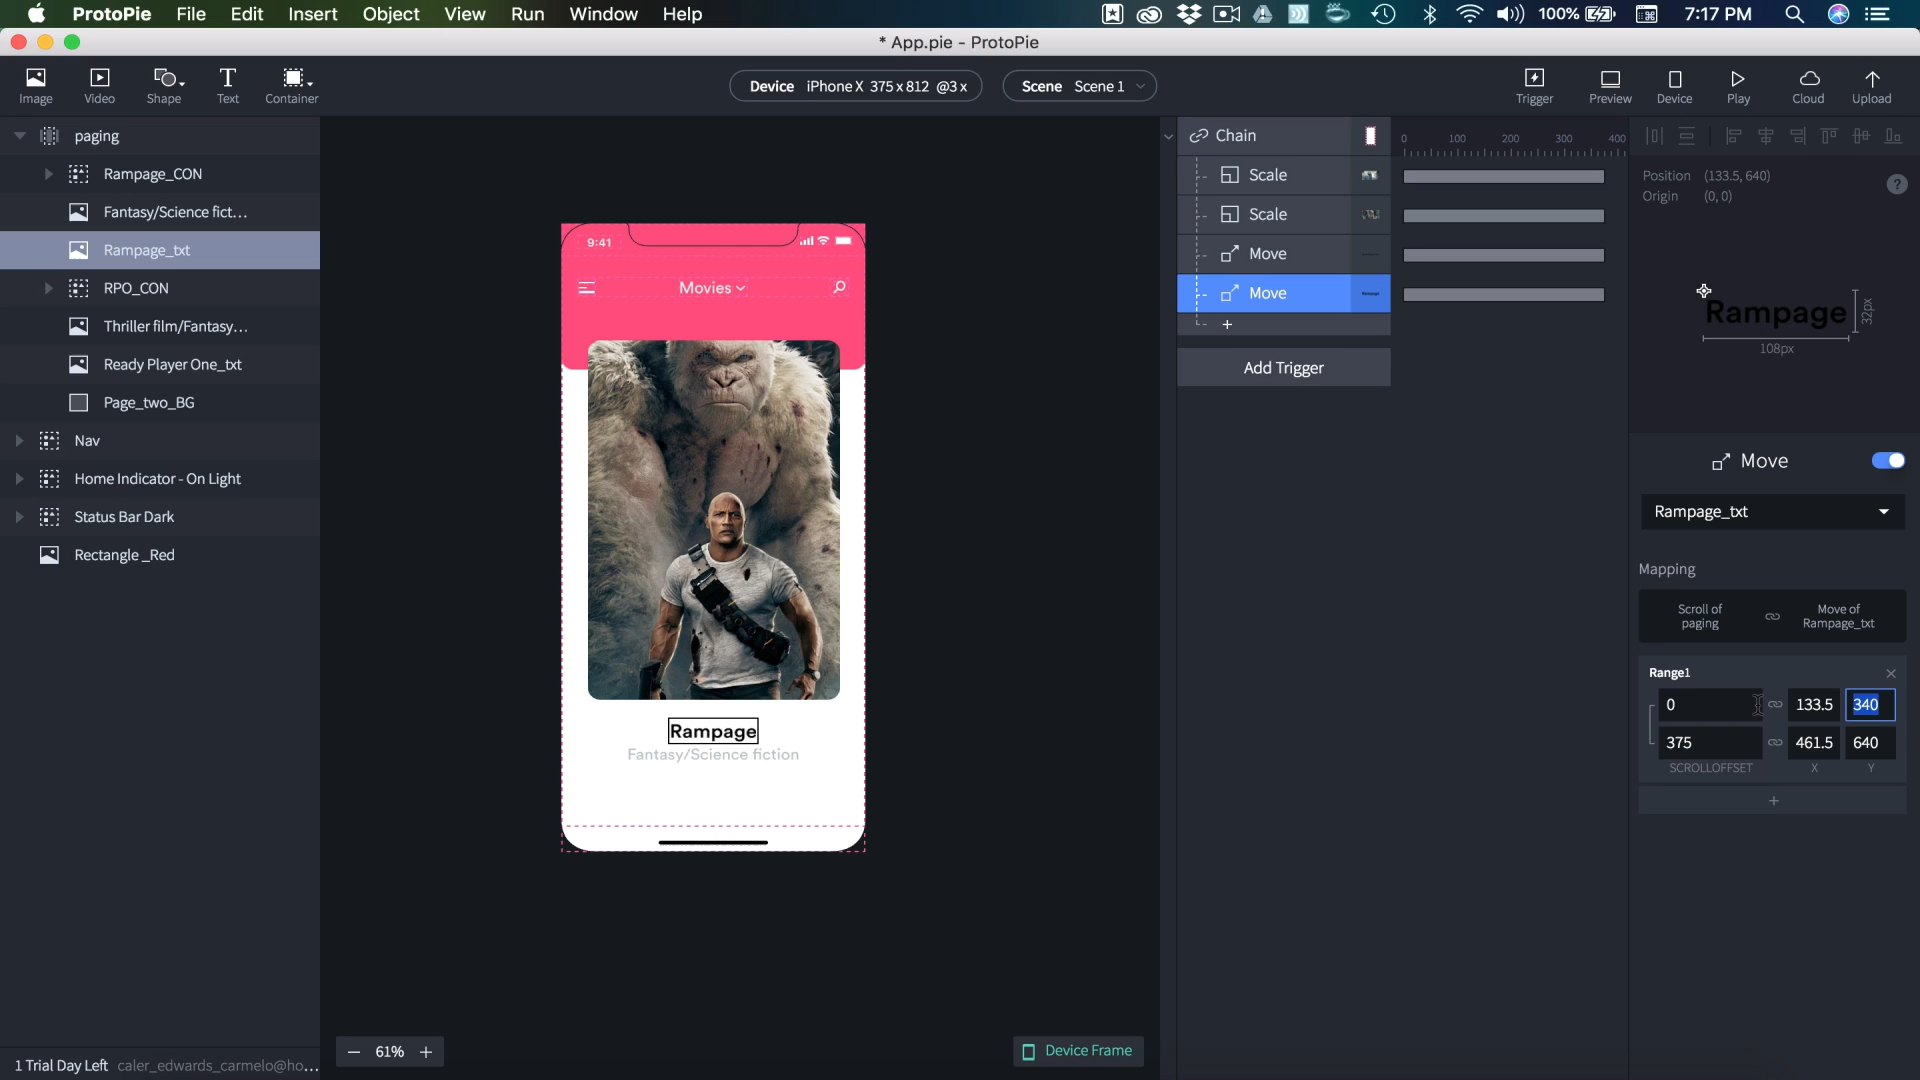 ProtoPie File Edit Insert Object View Run Window Help 100% 7:17 PM
* App.pie - ProtoPie
Image Video Shape Text Container
Device iPhone X 375 x 812 @3 x
Scene Scene 1
Trigger Preview Device Play Cloud Upload
paging
Rampage_CON
Fantasy/Science fict...
Rampage_txt
RPO_CON
Thriller film/Fantasy...
Ready Player One_txt
Page_two_BG
Nav
Home Indicator - On Light
Status Bar Dark
Rectangle _Red
1 Trial Day Left caler_edwards_carmelo@ho...
9:41
Movies
Rampage
Fantasy/Science fiction
61%
Device Frame
Chain
Scale
Scale
Move
Move
Add Trigger
0 100 200 300 400
Position (133.5, 640)
Origin (0, 0)
?
Rampage
32px
108px
Move
Rampage_txt
Mapping
Scroll of
paging
Move of
Rampage_txt
Range1
0 133.5 340
375 461.5 640
SCROLLOFFSET X Y